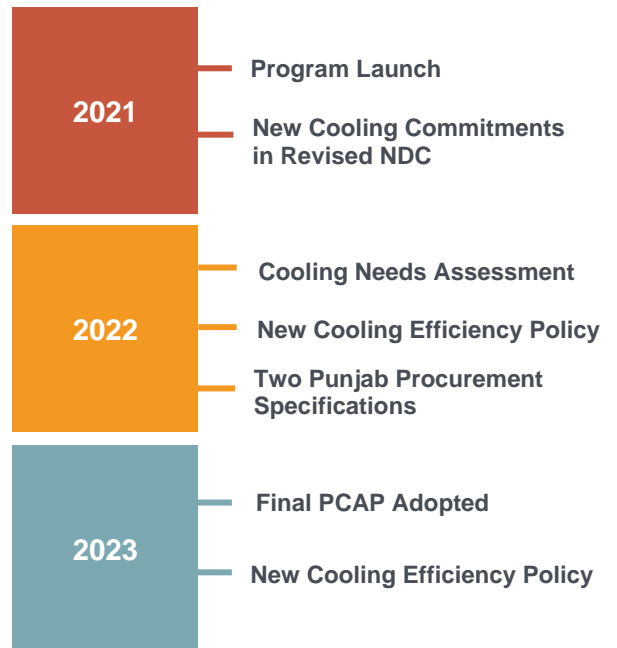 2021
Program Launch
New Cooling Commitments
in Revised NDC
2022
Cooling Needs Assessment
New Cooling Efficiency Policy
Two Punjab Procurement
Specifications
2023
Final PCAP Adopted
New Cooling Efficiency Policy